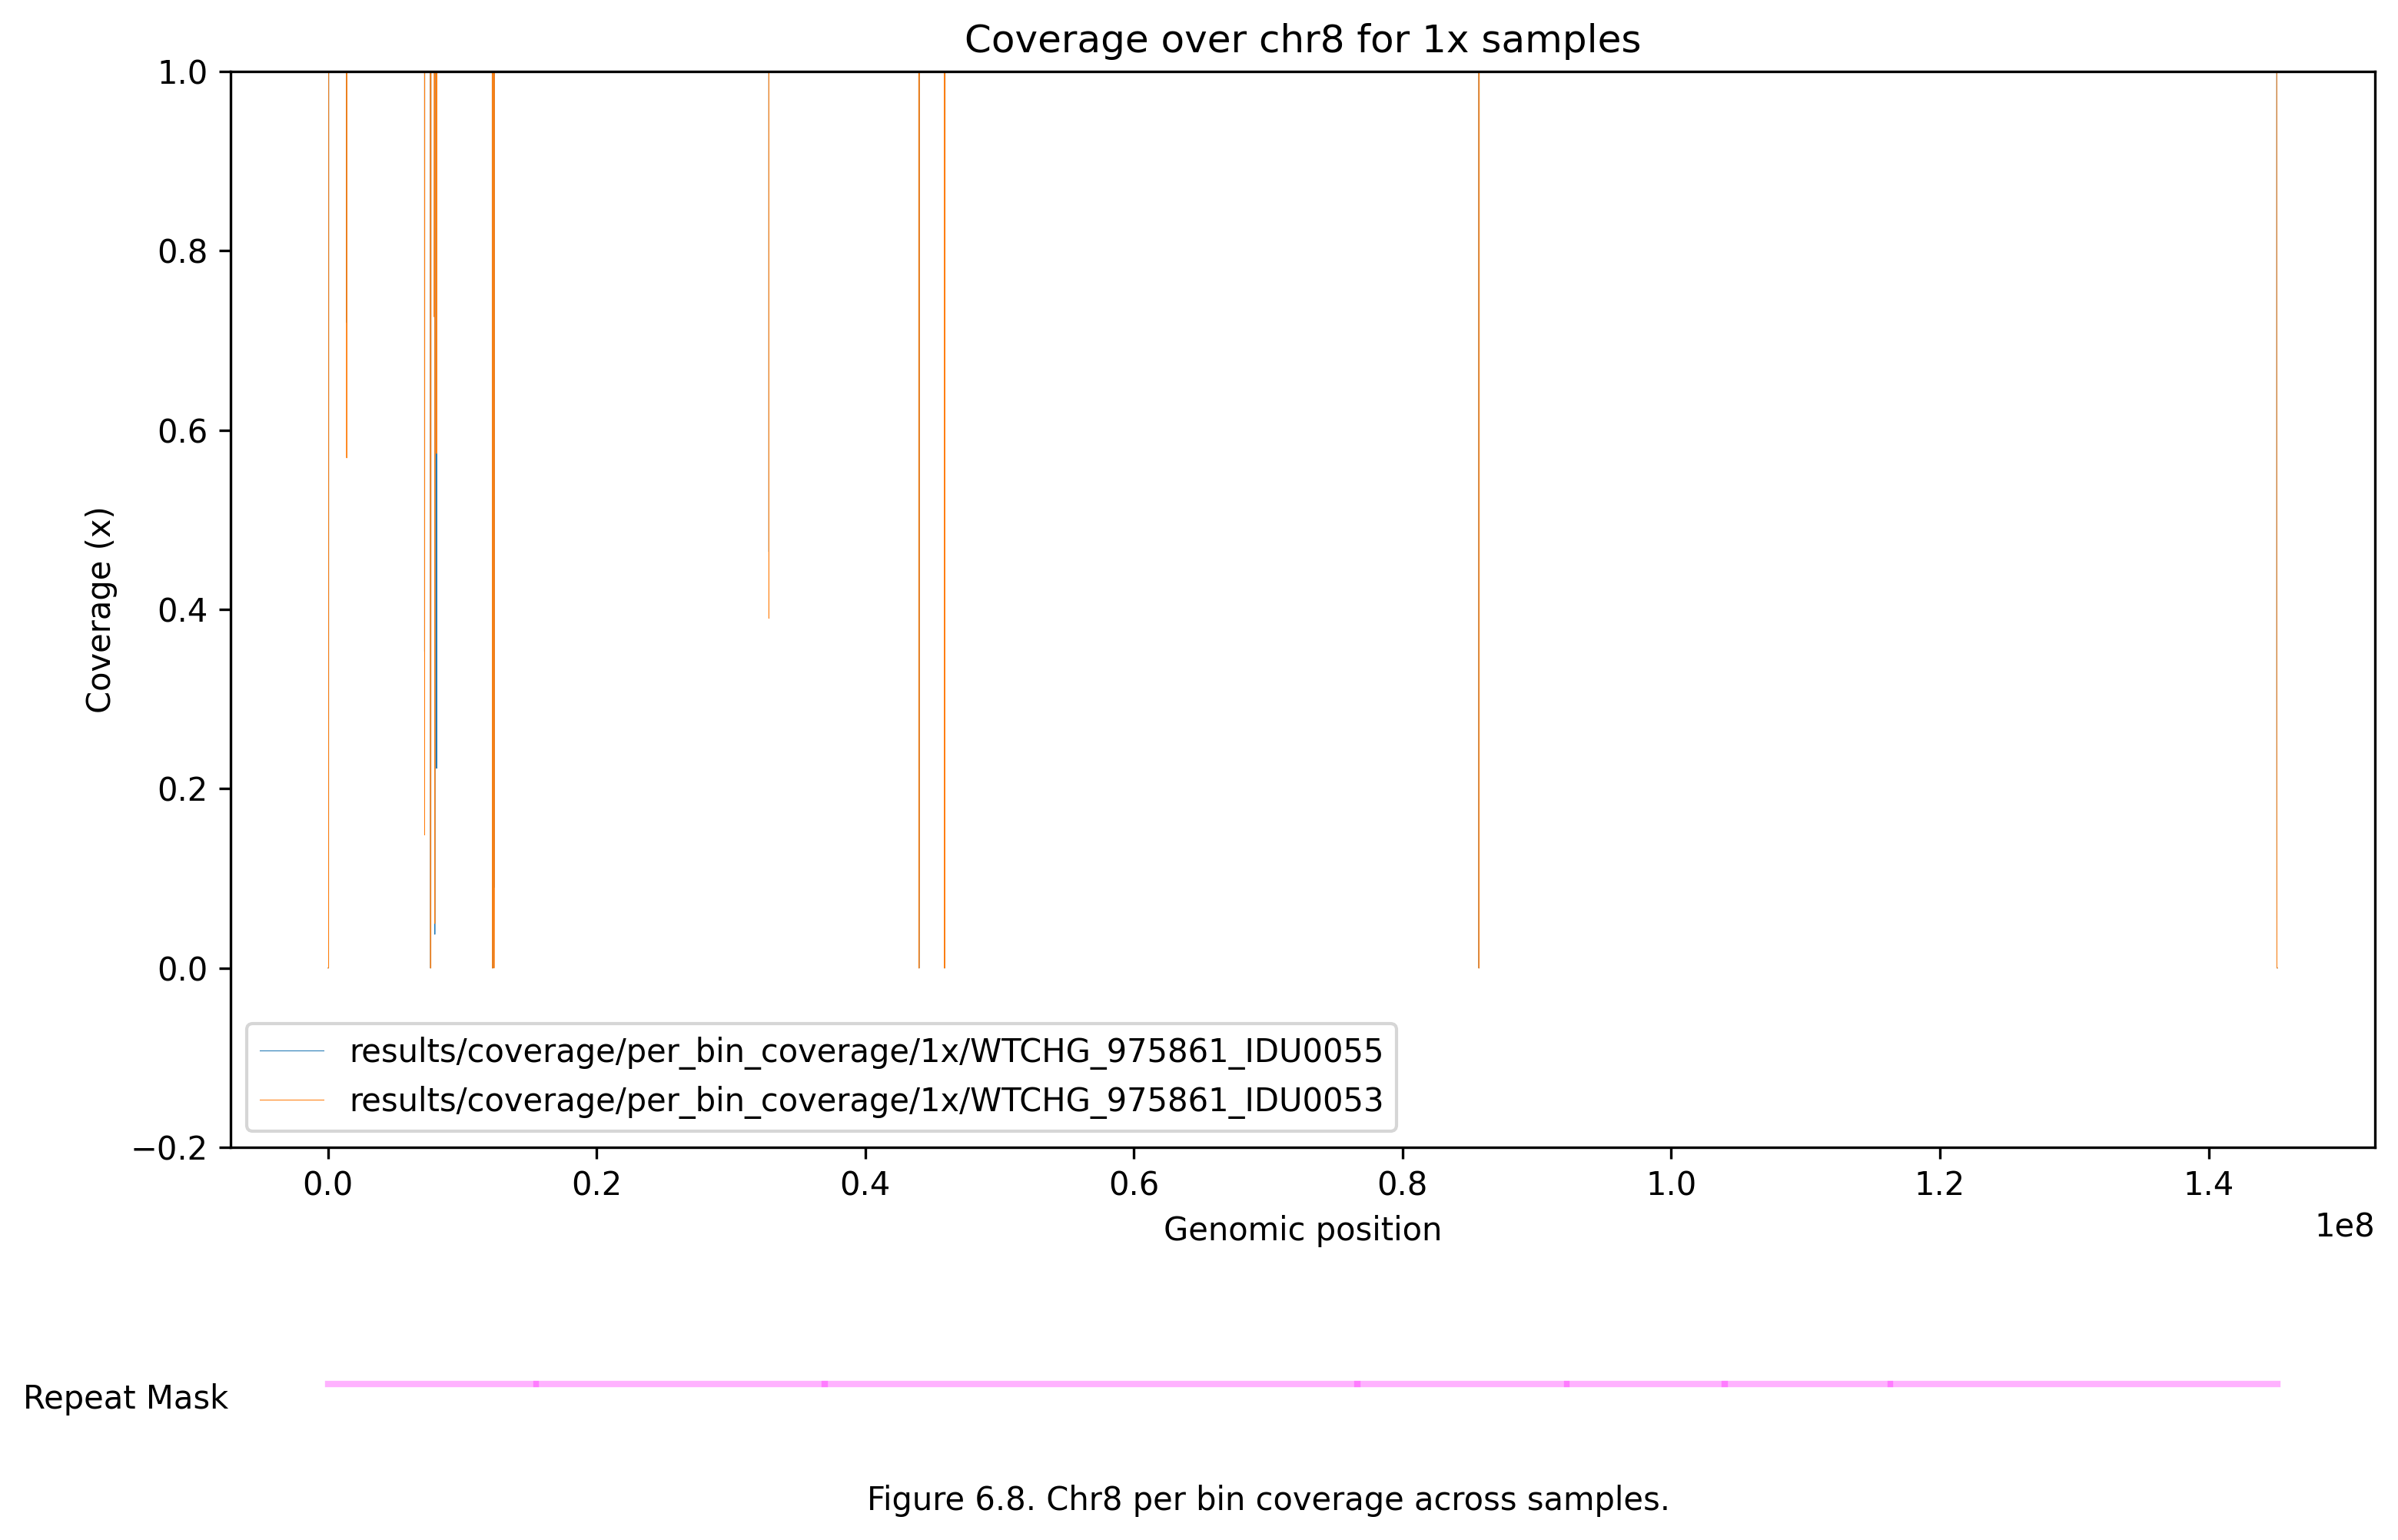 Coverage over chr8 for 1x samples
1.0
0.8
0.6
0.4
0.2
0.0
−0.2
Coverage (x)
results/coverage/per_bin_coverage/1x/WTCHG_975861_IDU0055
results/coverage/per_bin_coverage/1x/WTCHG_975861_IDU0053
0.0 0.2 0.4 0.6 0.8 1.0 1.2 1.4
Genomic position
1e8
Repeat Mask
Figure 6.8. Chr8 per bin coverage across samples.